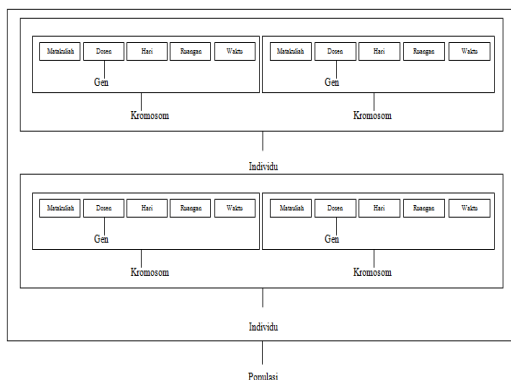 Matakuliah Dosen Hari Ruangan Waktu Matakuliah Dosen Hari Ruangan Waktu
Gen Gen
Kromosom Kromosom
Individu
Matakuliah Dosen Hari Ruangan Waktu Matauliah Dosen Hari Ruangan Waktu
Gen Gen
Kromosom Kromosom
Individu
Populasi